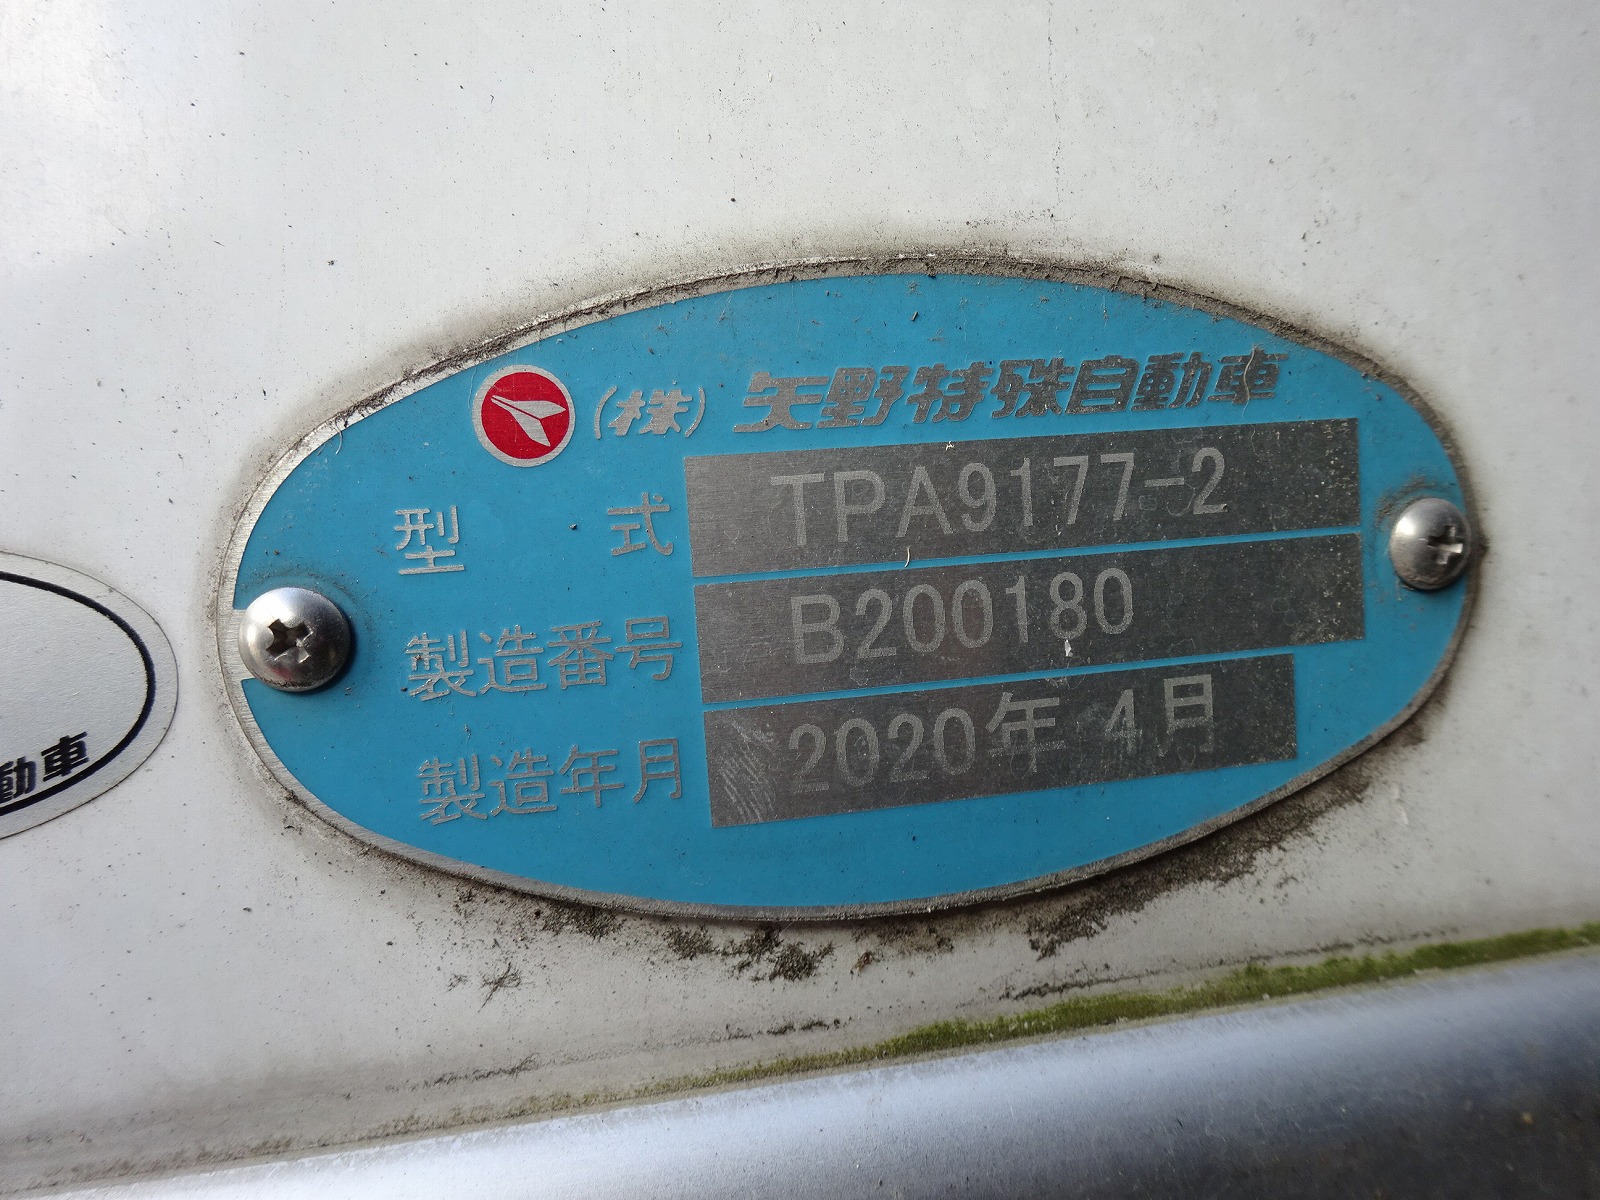 (株) 矢野特殊自動車
型式 TPA9177-2
製造番号 B200180
製造年月 2020年 4月
動車